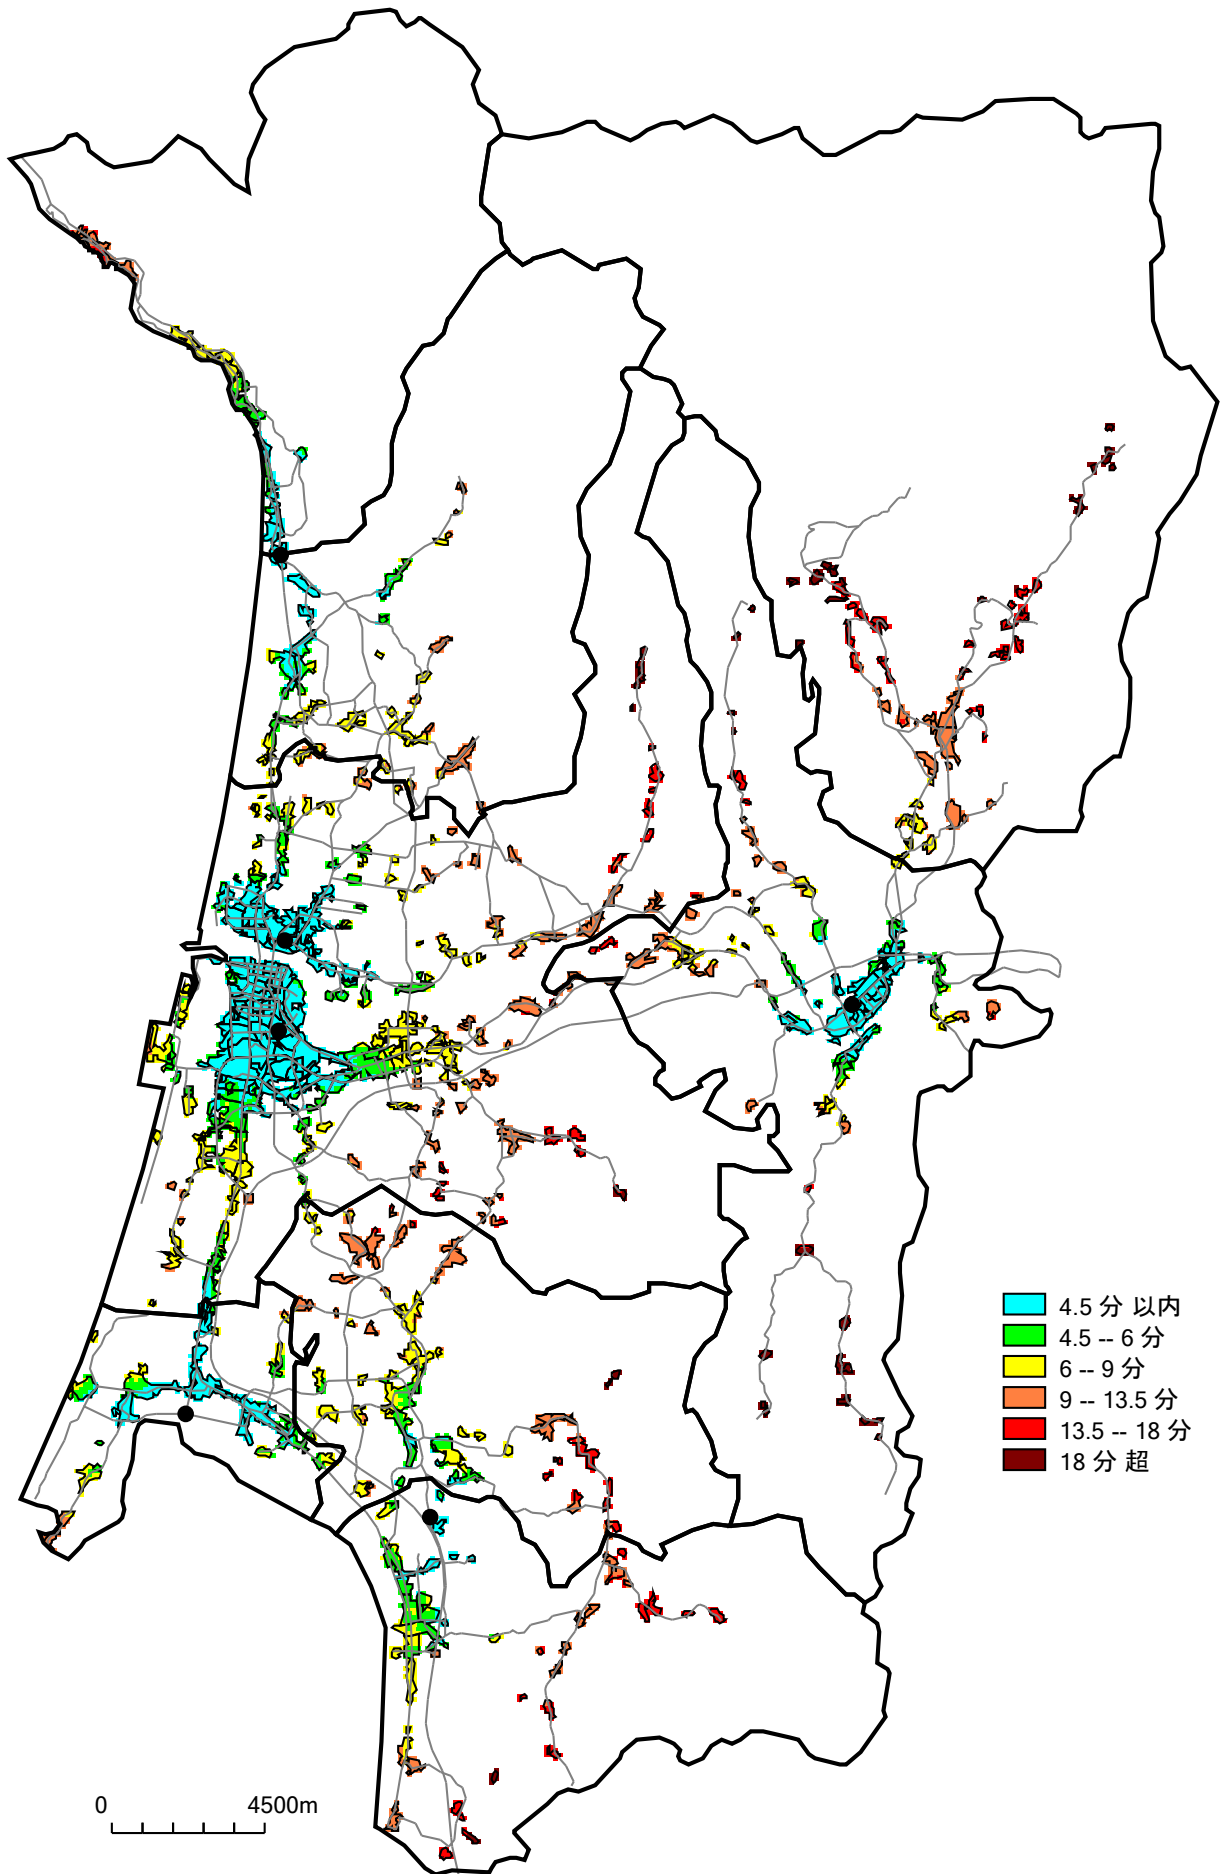 4.5 分 以内
4.5 -- 6 分
6 -- 9 分
9 -- 13.5 分
13.5 -- 18 分
18 分 超
0 4500m